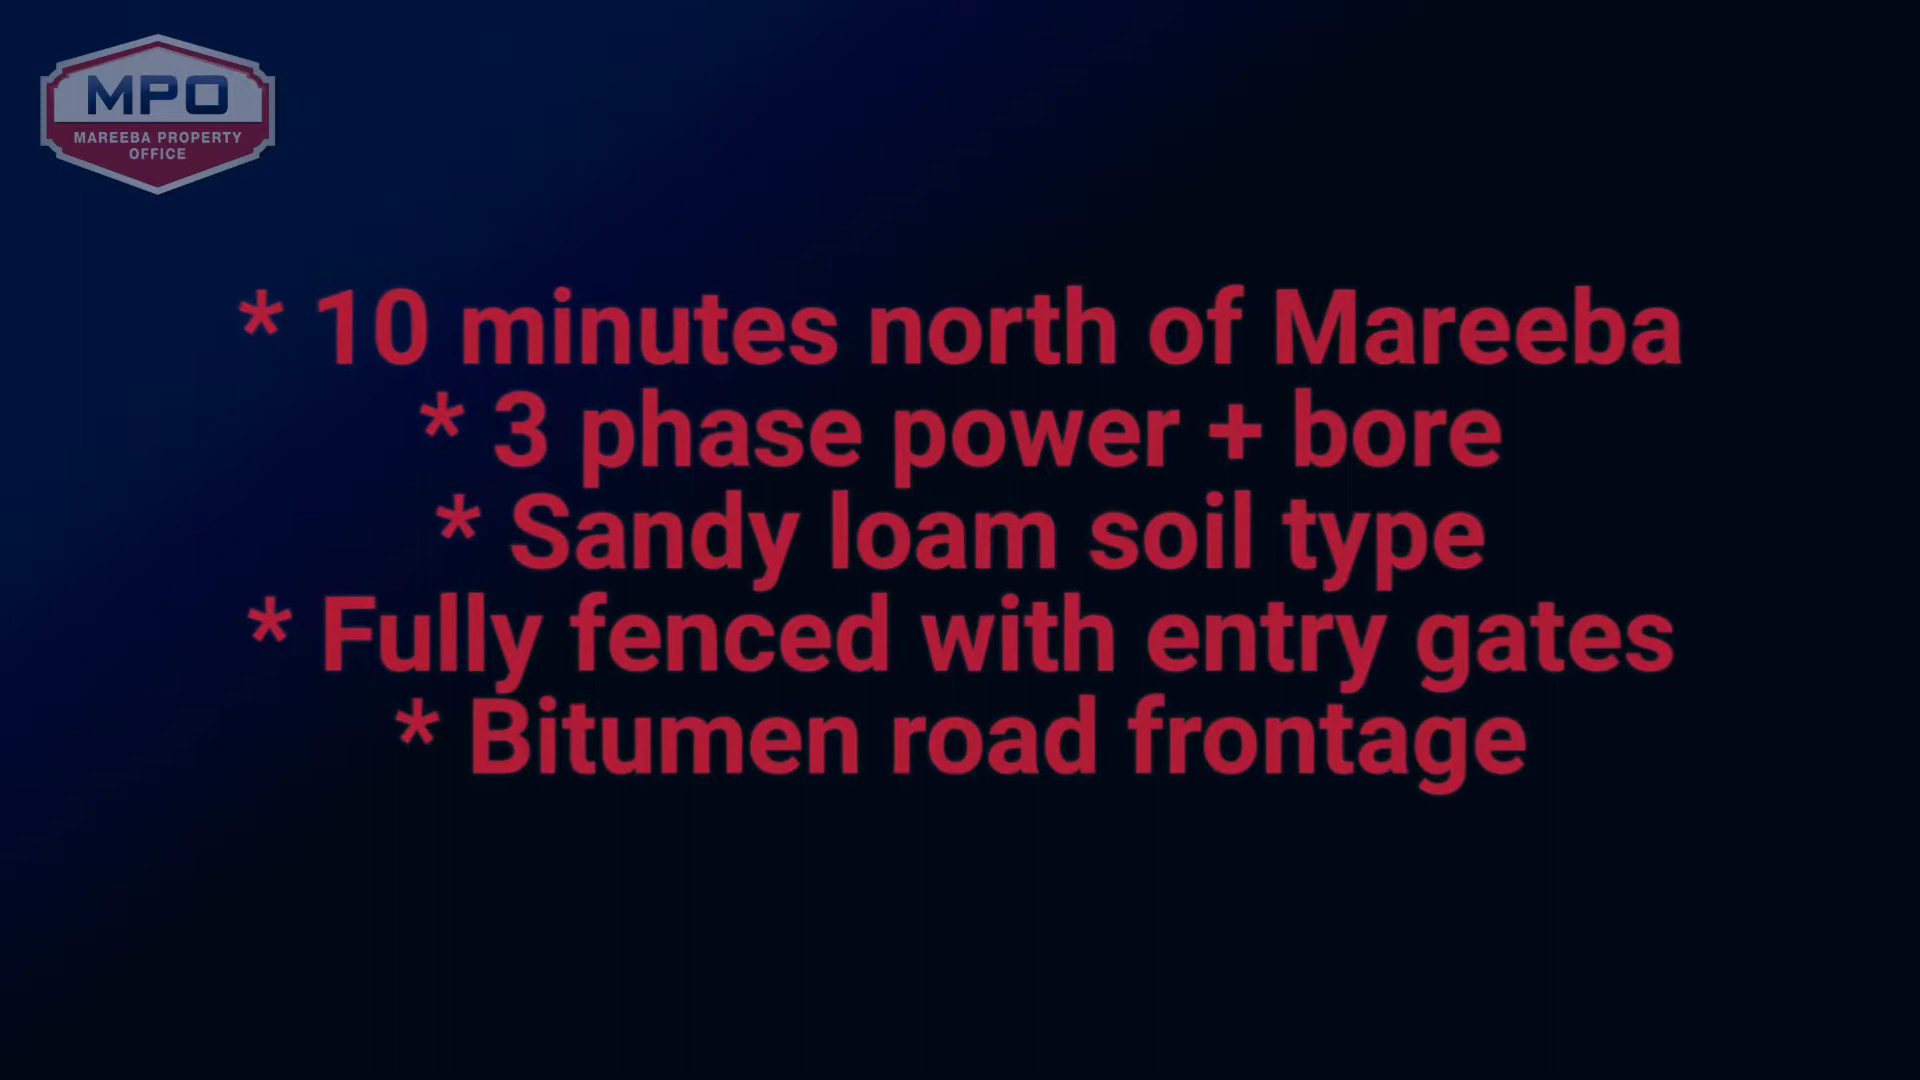 MPO
MAREEBA PROPERTY
OFFICE
* 10 minutes north of Mareeba
* 3 phase power + bore
* Sandy loam soil type
* Fully fenced with entry gates
* Bitumen road frontage